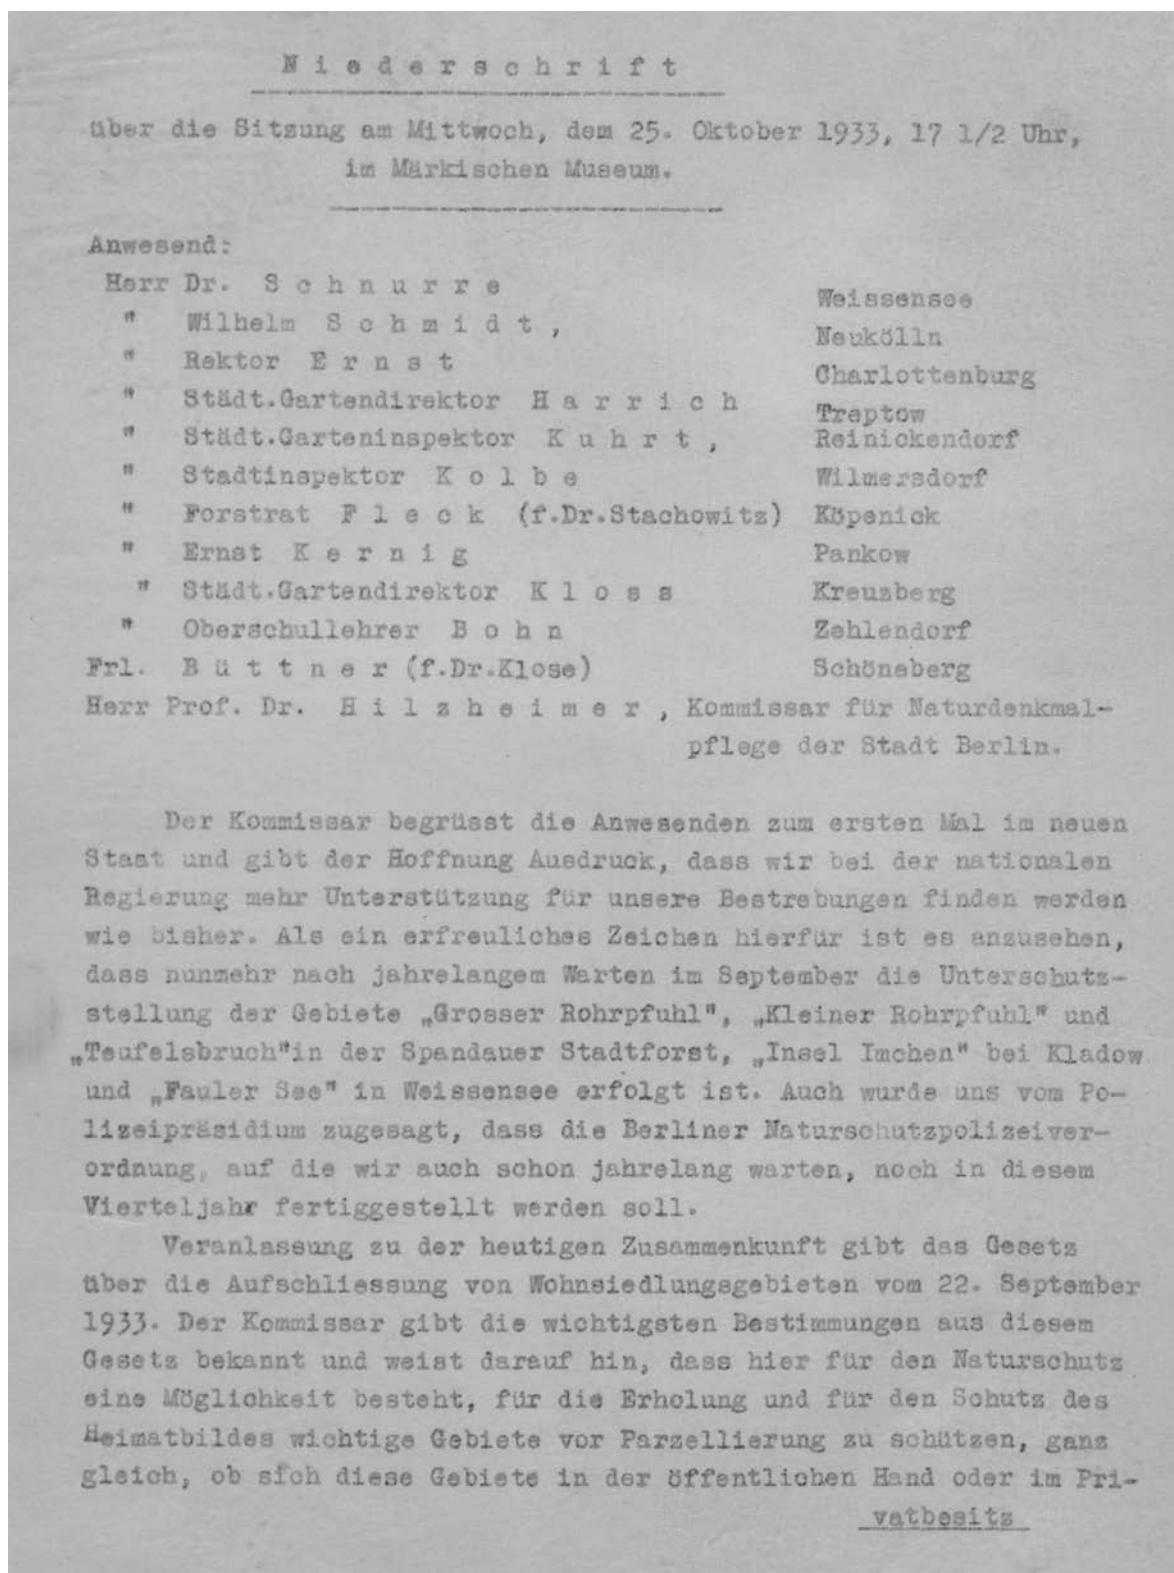 N i e d e r s c h r i f t
über die Sitzung am Mittwoch, dem 25. Oktober 1933, 17 1/2 Uhr,
im Märkischen Museum.
Anwesend:
Herr Dr. S c h n u r r e Weissensee
" Wilhelm S c h m i d t , Neukölln
" Rektor E r n s t Charlottenburg
" Städt.Gartendirektor H a r r i c h Treptow
" Städt.Garteninspektor K u h r t , Reinickendorf
" Stadtinspektor K o l b e Wilmersdorf
" Forstrat F l e c k (f.Dr.Stachowitz) Köpenick
" Ernst K e r n i g Pankow
" Städt.Gartendirektor K l o s s Kreuzberg
" Oberschullehrer B o h n Zehlendorf
Frl. B ü t t n e r (f.Dr.Klose) Schöneberg
Herr Prof. Dr. H i l z h e i m e r , Kommissar für Naturdenkmal-
pflege der Stadt Berlin.
Der Kommissar begrüsst die Anwesenden zum ersten Mal im neuen
Staat und gibt der Hoffnung Ausdruck, dass wir bei der nationalen
Regierung mehr Unterstützung für unsere Bestrebungen finden werden
wie bisher. Als ein erfreuliches Zeichen hierfür ist es anzusehen,
dass nunmehr nach jahrelangem Warten im September die Unterschutz-
stellung der Gebiete „Grosser Rohrpfuhl", „Kleiner Rohrpfuhl" und
„Teufelsbruch"in der Spandauer Stadtforst, „Insel Imchen" bei Kladow
und „Fauler See" in Weissensee erfolgt ist. Auch wurde uns vom Po-
lizeipräsidium zugesagt, dass die Berliner Naturschutzpolizeiver-
ordnung, auf die wir auch schon jahrelang warten, noch in diesem
Vierteljahr fertiggestellt werden soll.
Veranlassung zu der heutigen Zusammenkunft gibt das Gesetz
über die Aufschliessung von Wohnsiedlungsgebieten vom 22. September
1933. Der Kommissar gibt die wichtigsten Bestimmungen aus diesem
Gesetz bekannt und weist darauf hin, dass hier für den Naturschutz
eine Möglichkeit besteht, für die Erholung und für den Schutz des
Heimatbildes wichtige Gebiete vor Parzellierung zu schützen, ganz
gleich, ob sich diese Gebiete in der öffentlichen Hand oder im Pri-
vatbesitz